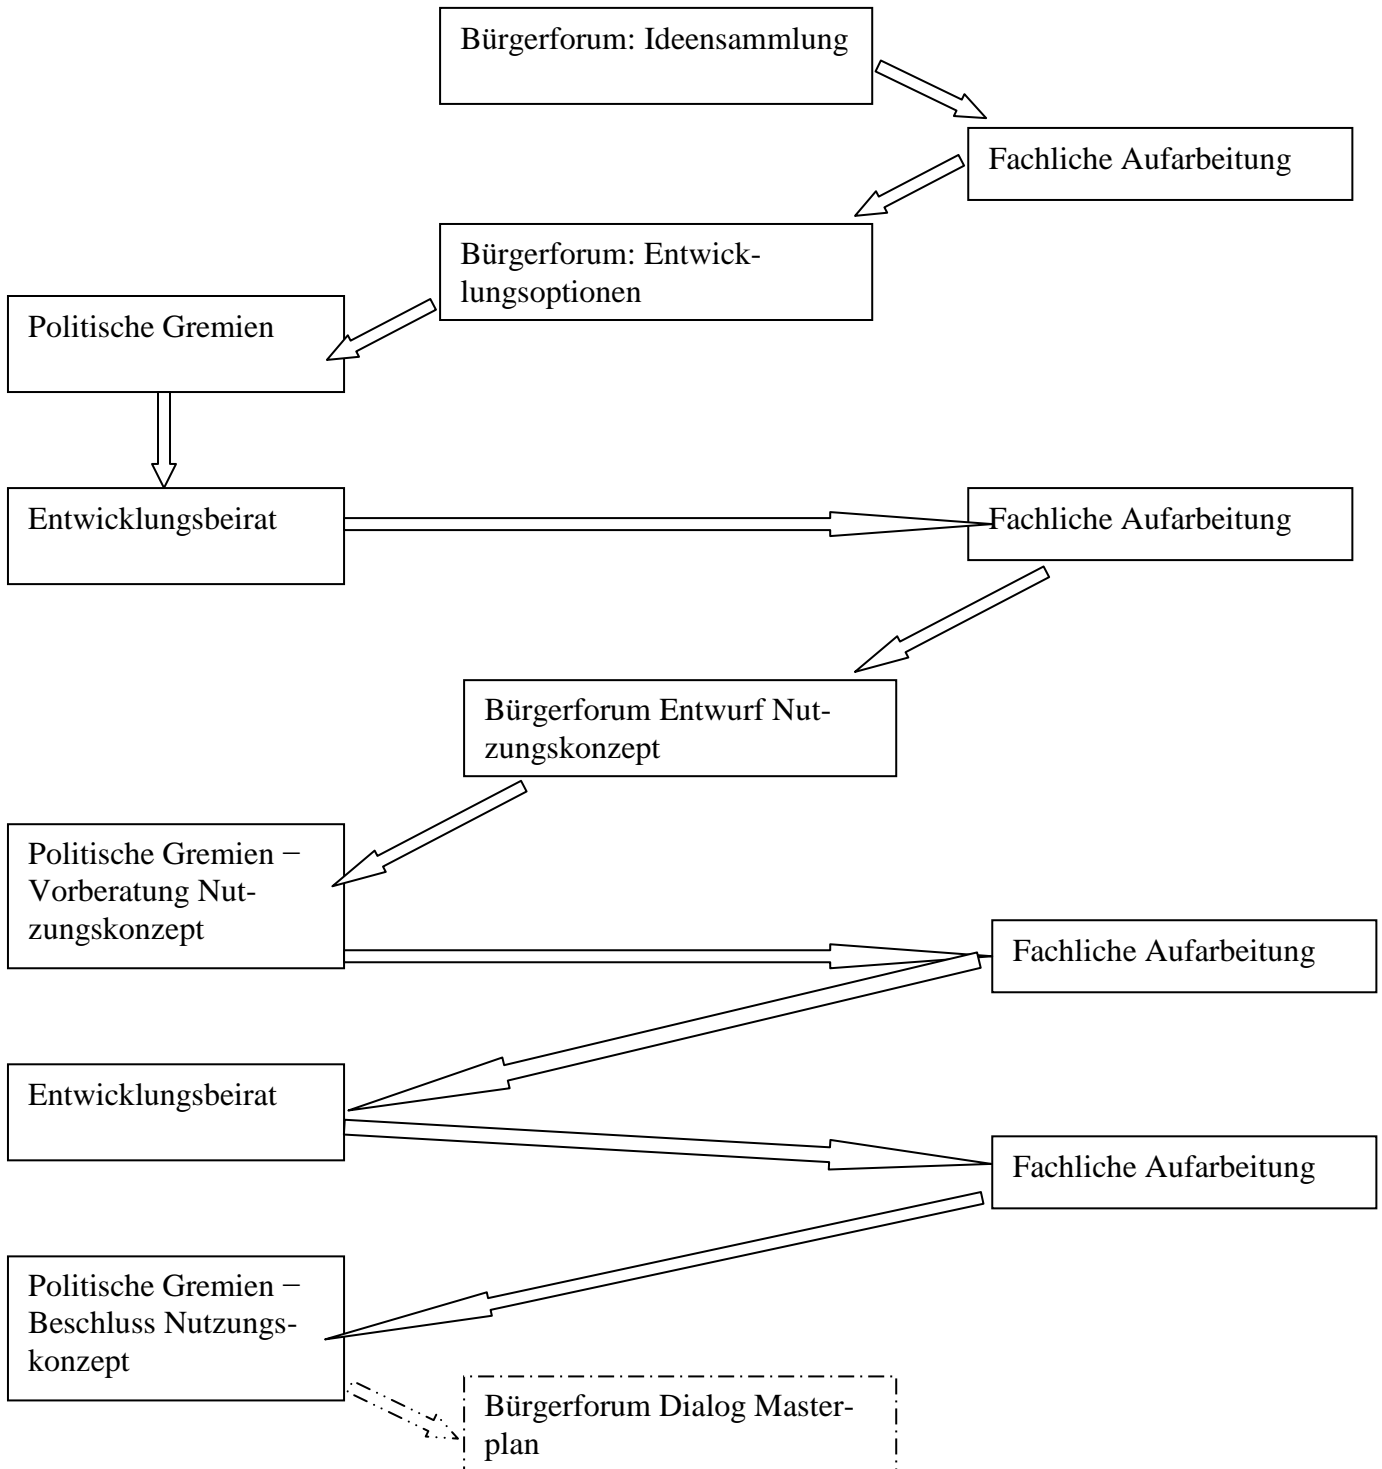 Bürgerforum: Ideensammlung
Fachliche Aufarbeitung
Bürgerforum: Entwick-
lungsoptionen
Politische Gremien
Entwicklungsbeirat
Fachliche Aufarbeitung
Bürgerforum Entwurf Nut-
zungskonzept
Politische Gremien −
Vorberatung Nut-
zungskonzept
Fachliche Aufarbeitung
Entwicklungsbeirat
Fachliche Aufarbeitung
Politische Gremien −
Beschluss Nutzungs-
konzept
Bürgerforum Dialog Master-
plan